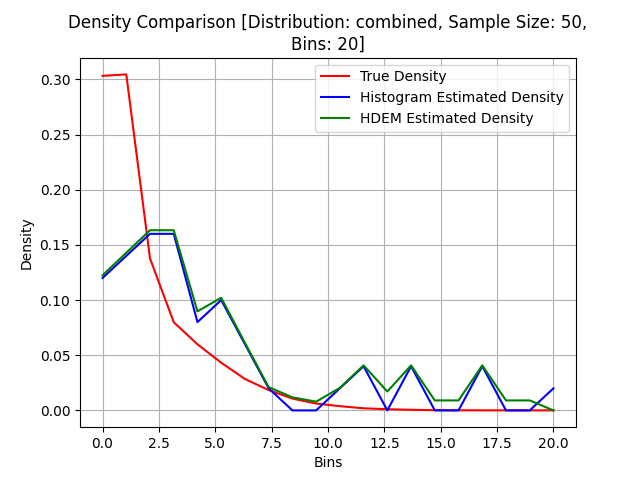 Density Comparison [Distribution: combined, Sample Size: 50,
Bins: 20]
True Density
Histogram Estimated Density
HDEM Estimated Density
Density
0.30
0.25
0.20
0.15
0.10
0.05
0.00
0.0 2.5 5.0 7.5 10.0 12.5 15.0 17.5 20.0
Bins